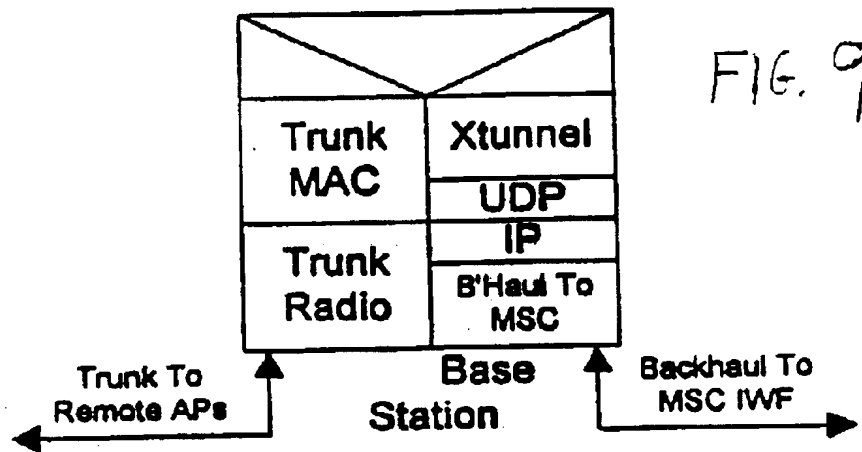 FIG. 9
Trunk
MAC
Xtunnel
UDP
IP
Trunk
Radio
B'Haul To
MSC
Base
Station
Trunk To
Remote APs
Backhaul To
MSC IWF